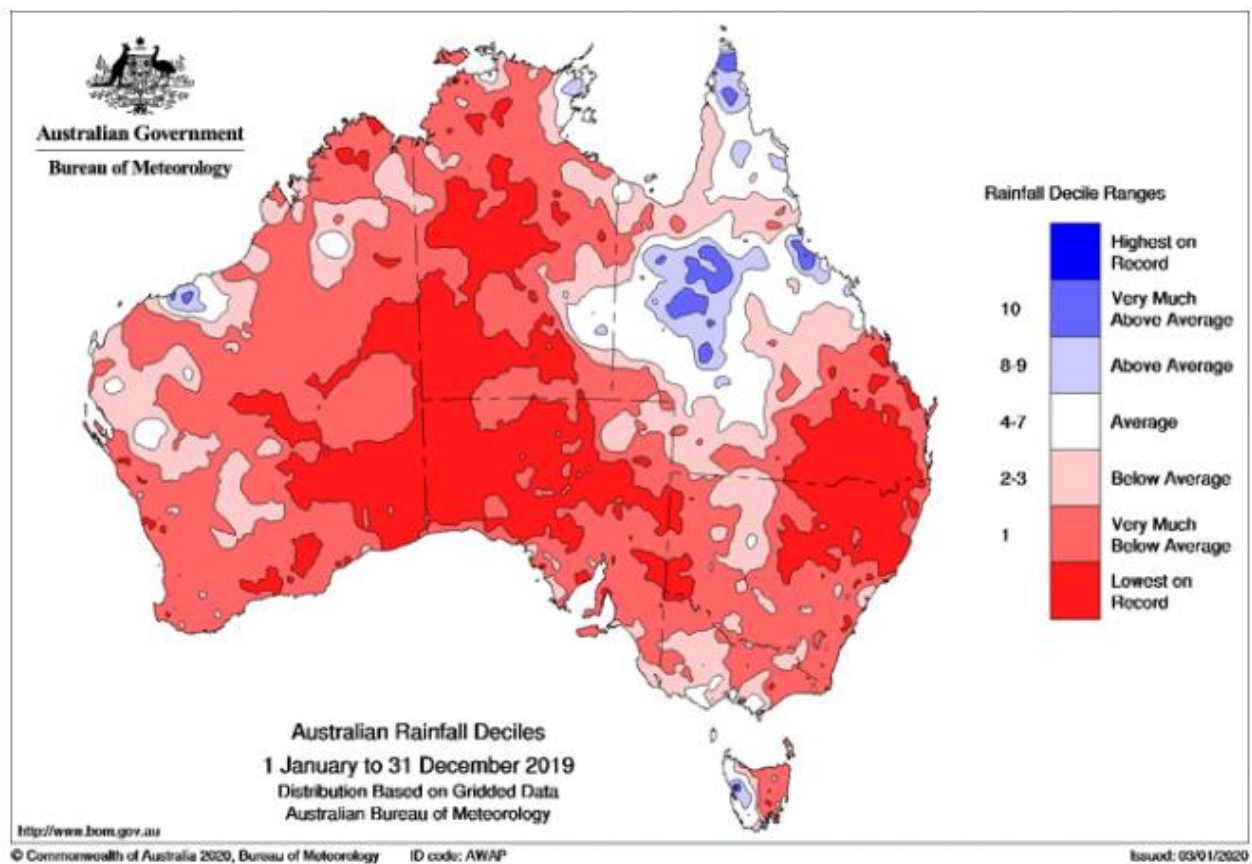 Australian Government
Bureau of Meteorology
Rainfall Decile Ranges
Highest on
Record
10 Very Much
Above Average
8-9 Above Average
4-7 Average
2-3 Below Average
1 Very Much
Below Average
Lowest on
Record
Australian Rainfall Deciles
1 January to 31 December 2019
Distribution Based on Gridded Data
Australian Bureau of Meteorology
http://www.bom.gov.au
© Commonwealth of Australia 2020, Bureau of Meteorology ID code: AWAP Issued: 03/01/2020